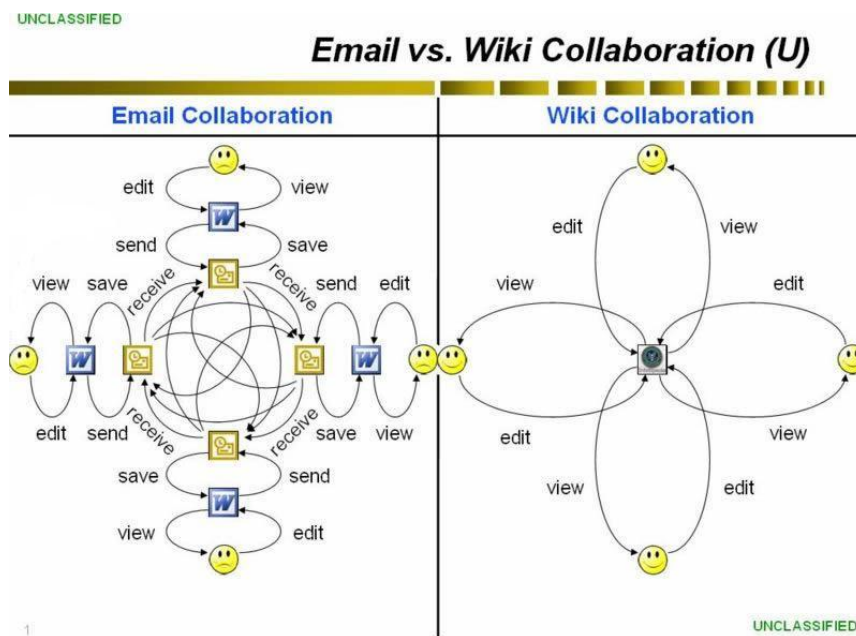 UNCLASSIFIED
Email vs. Wiki Collaboration (U)
Email Collaboration
edit
view
send
save
receive
receive
view
save
send
edit
W
W
W
edit
send
receive
receive
save
view
save
send
W
view
edit
Wiki Collaboration
edit
view
view
edit
edit
view
view
edit
1
UNCLASSIFIED